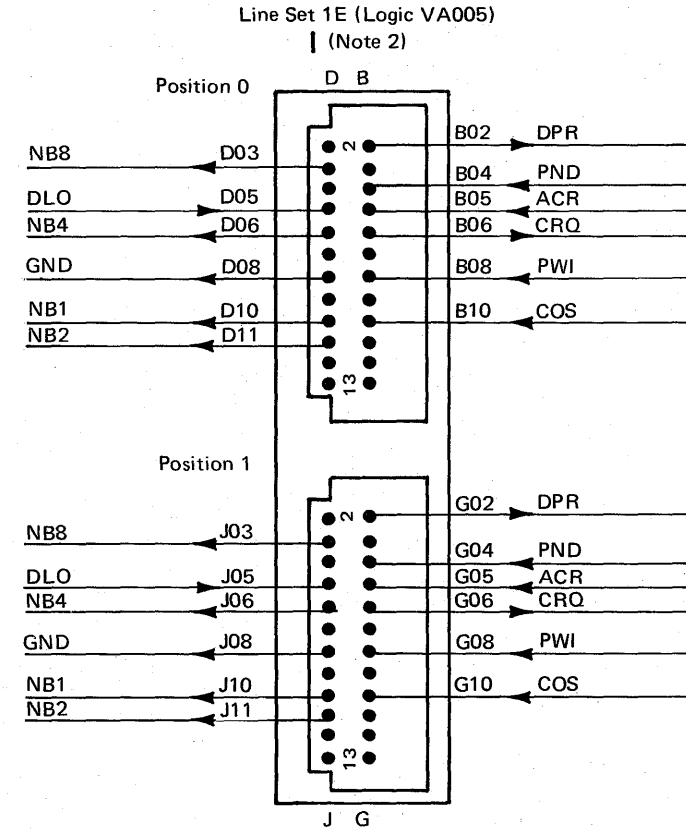 Line Set 1E (Logic VA005)
(Note 2)
Position 0
D B
NB8 D03
DLO D05
NB4 D06
GND D08
NB1 D10
NB2 D11
2
13
B02 DPR
B04 PND
B05 ACR
B06 CRQ
B08 PWI
B10 COS
Position 1
NB8 J03
DLO J05
NB4 J06
GND J08
NB1 J10
NB2 J11
2
13
G02 DPR
G04 PND
G05 ACR
G06 CRQ
G08 PWI
G10 COS
J G